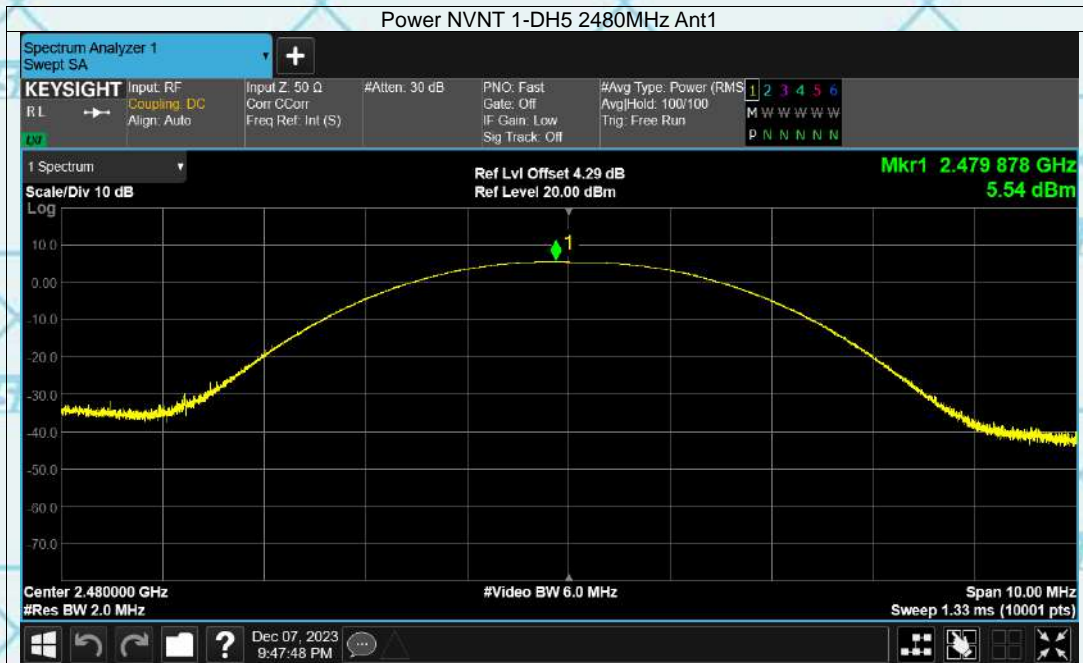 Power NVNT 1-DH5 2480MHz Ant1
Spectrum Analyzer 1
Swept SA
+
KEYSIGHT
RL
LXI
Input: RF
Coupling: DC
Align: Auto
Input Z: 50 Ω
Corr CCorr
Freq Ref: Int (S)
#Atten: 30 dB
PNO: Fast
Gate: Off
IF Gain: Low
Sig Track: Off
#Avg Type: Power (RMS
Avg|Hold: 100/100
Trig: Free Run
1 2 3 4 5 6
M W W W W W
P N N N N N
1 Spectrum
Scale/Div 10 dB
Log
Ref Lvl Offset 4.29 dB
Ref Level 20.00 dBm
Mkr1 2.479 878 GHz
5.54 dBm
1
10.0
0.00
-10.0
-20.0
-30.0
-40.0
-50.0
-60.0
-70.0
Center 2.480000 GHz
#Res BW 2.0 MHz
#Video BW 6.0 MHz
Span 10.00 MHz
Sweep 1.33 ms (10001 pts)
?
Dec 07, 2023
9:47:48 PM